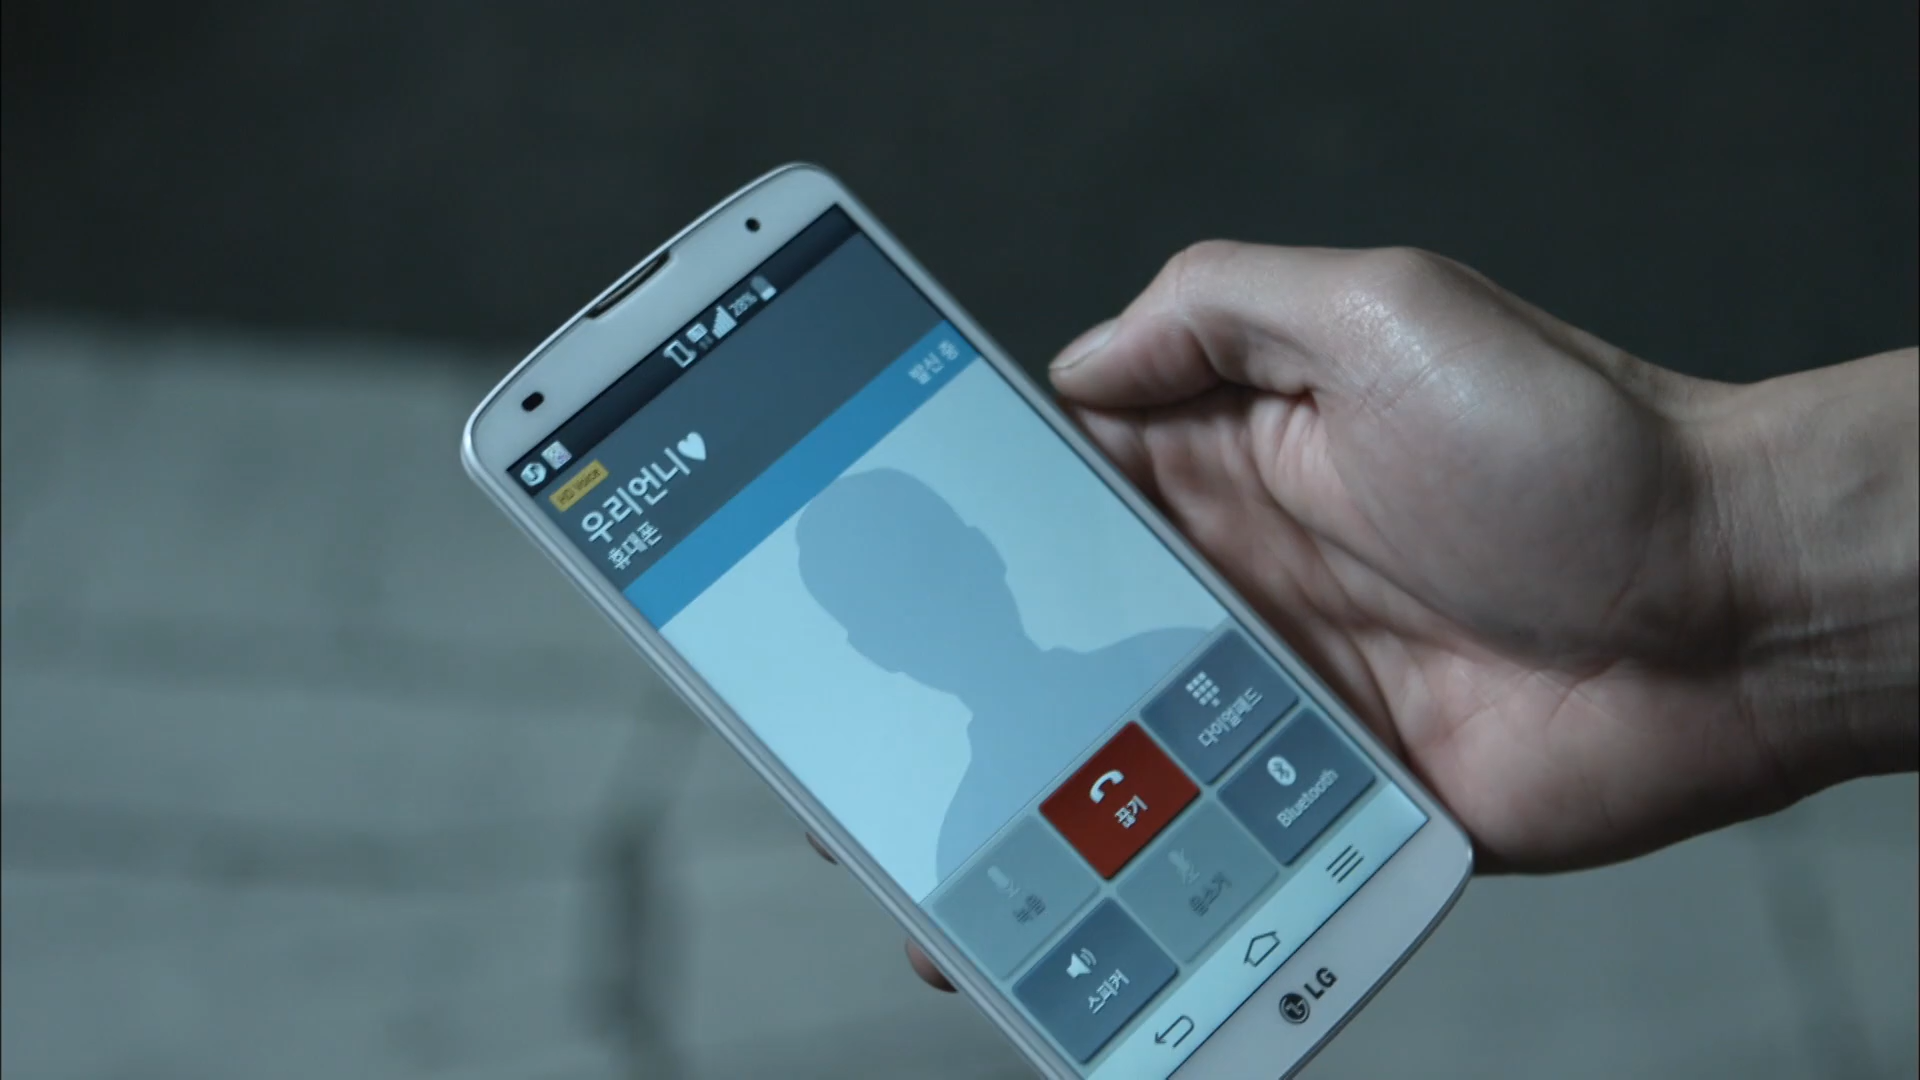 28%
HD Voice
우리언니♥
휴대폰
발신 중
다이얼패드
끊기
Bluetooth
녹음
음소거
스피커
LG